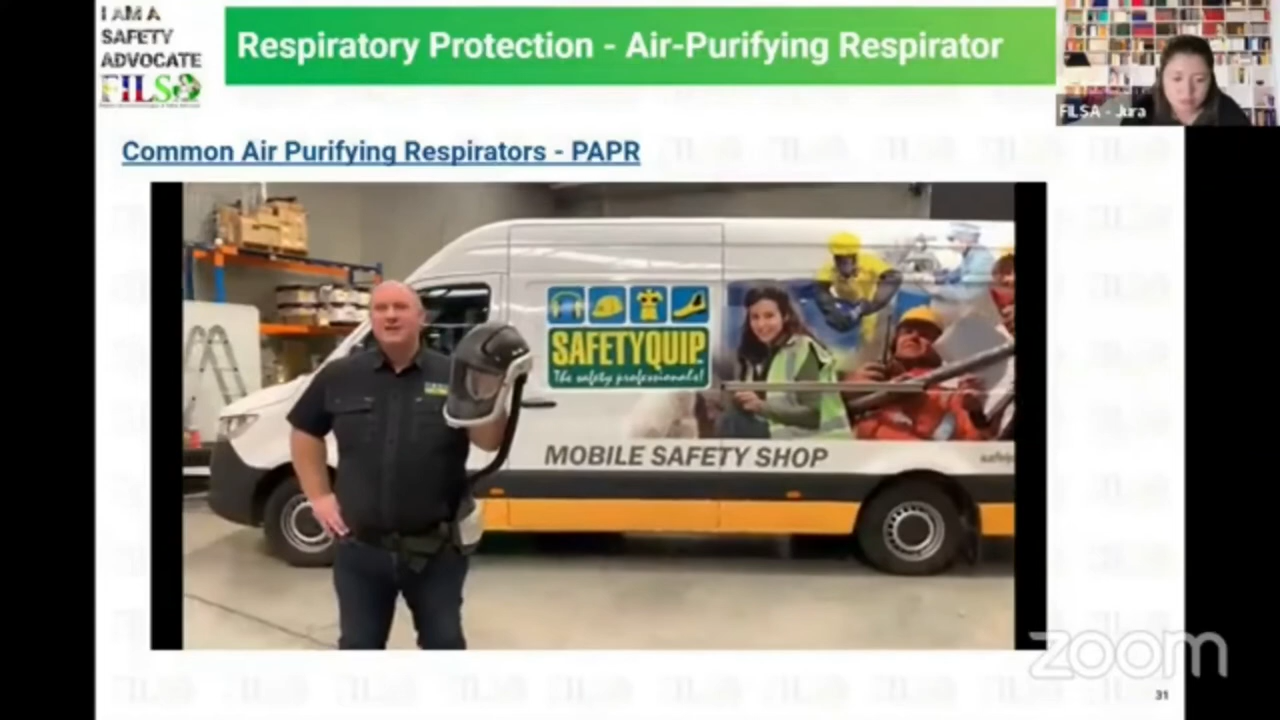 I AM A
SAFETY
ADVOCATE
FILSA
Respiratory Protection - Air-Purifying Respirator
FILSA - Jura
Common Air Purifying Respirators - PAPR
SAFETYQUIP
The safety professionals!
MOBILE SAFETY SHOP
zoom
31